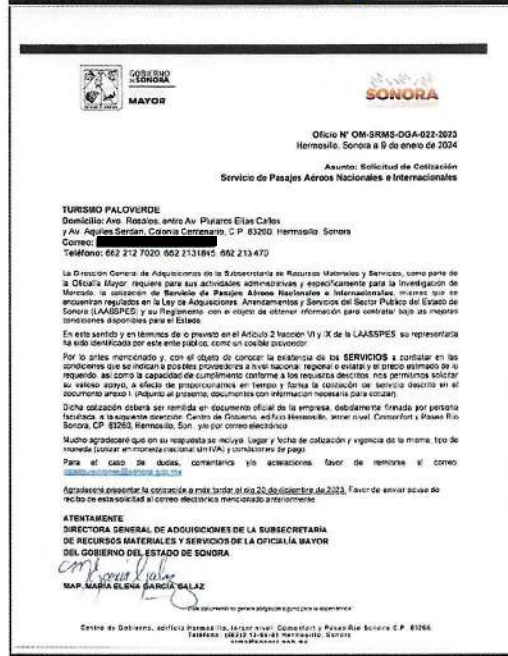 GOBIERNO
DE SONORA
MAYOR
SONORA
Oficio N° OM-SRMS-DGA-022-2023
Hermosillo, Sonora a 9 de enero de 2024
Asunto: Solicitud de Cotización
Servicio de Pasajes Aéreos Nacionales e Internacionales
TURISMO PALOVERDE
Domicilio: Ave. Rosales, entre Av. Plutarco Elías Calles
y Av. Aquiles Serdan, Colonia Centenario, C.P. 83260. Hermosillo, Sonora
Correo:
Teléfono: 662 212 7020, 662 2131845, 662 213 470
La Dirección General de Adquisiciones de la Subsecretaría de Recursos Materiales y Servicios, como parte de
la Oficialía Mayor requiere para sus actividades administrativas y específicamente para la Investigación de
Mercado, la cotización de Servicio de Pasajes Aéreos Nacionales e Internacionales, mismos que se
encuentran regulados en la Ley de Adquisiciones, Arrendamientos y Servicios del Sector Público del Estado de
Sonora (LAASSPES) y su Reglamento con el objeto de obtener información para contratar bajo las mejores
condiciones disponibles para el Estado.
En este sentido y en términos de lo previsto en el Artículo 2 fracción VI y IX de la LAASSPES su representada
ha sido identificada por este ente público, como un posible proveedor.
Por lo antes mencionado y, con el objeto de conocer la existencia de los SERVICIOS a contratar en las
condiciones que se indican a posibles proveedores a nivel nacional, regional o estatal y el precio estimado de lo
requerido, así como la capacidad de cumplimiento conforme a los requisitos descritos, nos permitimos solicitar
su valioso apoyo, a efecto de proporcionarnos en tiempo y forma la cotización del servicio descrito en el
documento anexo I. (Adjunto al presente, documentos con información necesaria para cotizar).
Dicha cotización deberá ser remitida en documento oficial de la empresa, debidamente firmada por persona
facultada, a la siguiente dirección: Centro de Gobierno, edificio Hermosillo, tercer nivel, Comonfort y Paseo Río
Sonora, CP. 83260, Hermosillo, Son., y/o por correo electrónico
Mucho agradeceré que en su respuesta se incluya: Lugar y fecha de cotización y vigencia de la misma, tipo de
moneda (cotizar en moneda nacional sin IVA) y condiciones de pago.
Para el caso de dudas, comentarios y/o aclaraciones favor de remitirse al correo
Agradeceré presentar la cotización a más tardar el día 20 de diciembre de 2023. Favor de enviar acuse de
recibo de esta solicitud al correo electrónico mencionado anteriormente.
ATENTAMENTE
DIRECTORA GENERAL DE ADQUISICIONES DE LA SUBSECRETARÍA
DE RECURSOS MATERIALES Y SERVICIOS DE LA OFICIALÍA MAYOR
DEL GOBIERNO DEL ESTADO DE SONORA
MAP. MARÍA ELENA GARCÍA GALAZ
Centro de Gobierno, edificio Hermosillo, tercer nivel, Comonfort y Paseo Río Sonora C.P. 83260.